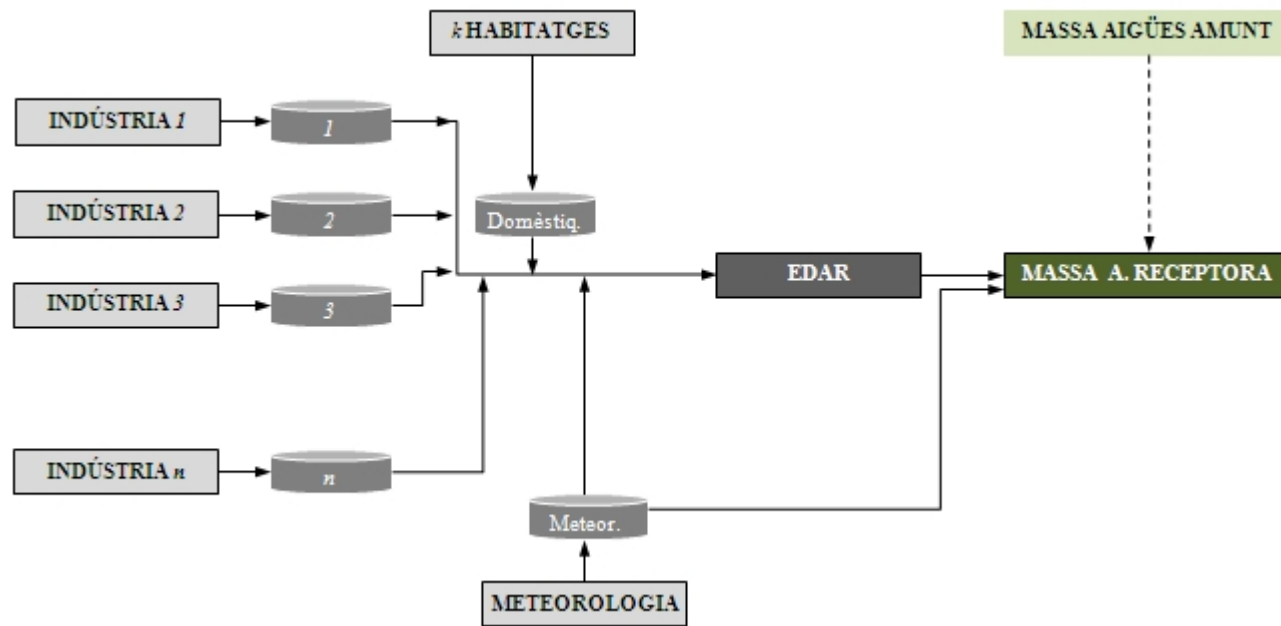 k HABITATGES
MASSA AIGÜES AMUNT
INDÚSTRIA 1
1
INDÚSTRIA 2
2
Domèstiq.
INDÚSTRIA 3
3
EDAR
MASSA A. RECEPTORA
INDÚSTRIA n
n
Meteor.
METEOROLOGIA